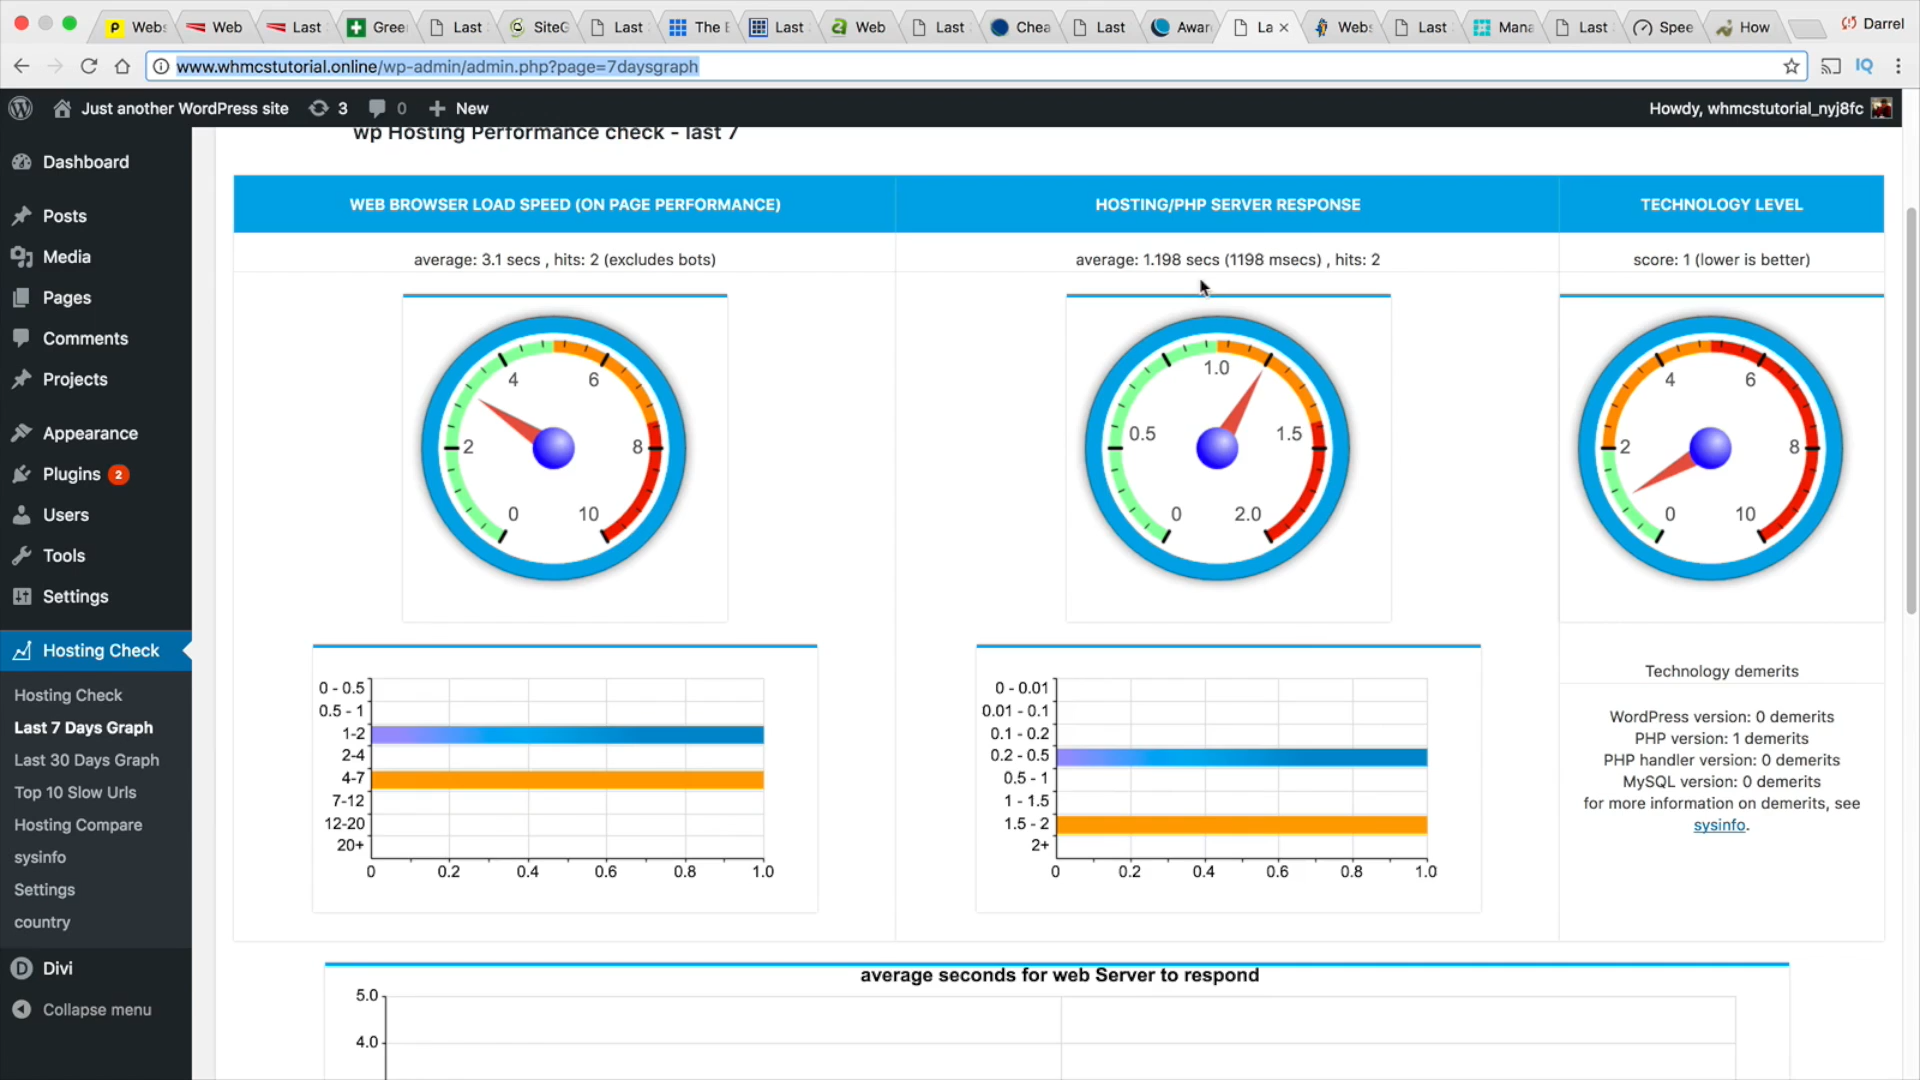 Webs
Web
Last
Greer
Last
SiteG
Last
The E
Last
Web
Last
Chea
Last
Awar
La
Webs
Last
Mana
Last
Spee
How
Darrel
www.whmcstutorial.online/wp-admin/admin.php?page=7daysgraph
Just another WordPress site
3
0
New
Howdy, whmcstutorial_nyj8fc
Dashboard
Posts
Media
Pages
Comments
Projects
Appearance
Plugins 2
Users
Tools
Settings
Hosting Check
Hosting Check
Last 7 Days Graph
Last 30 Days Graph
Top 10 Slow Urls
Hosting Compare
sysinfo
Settings
country
Divi
Collapse menu
wp Hosting Performance check - last 7
WEB BROWSER LOAD SPEED (ON PAGE PERFORMANCE)
average: 3.1 secs , hits: 2 (excludes bots)
0
2
4
6
8
10
0 - 0.5
0.5 - 1
1-2
2-4
4-7
7-12
12-20
20+
0 0.2 0.4 0.6 0.8 1.0
HOSTING/PHP SERVER RESPONSE
average: 1.198 secs (1198 msecs) , hits: 2
0
0.5
1.0
1.5
2.0
0 - 0.01
0.01 - 0.1
0.1 - 0.2
0.2 - 0.5
0.5 - 1
1 - 1.5
1.5 - 2
2+
0 0.2 0.4 0.6 0.8 1.0
TECHNOLOGY LEVEL
score: 1 (lower is better)
0
2
4
6
8
10
Technology demerits
WordPress version: 0 demerits
PHP version: 1 demerits
PHP handler version: 0 demerits
MySQL version: 0 demerits
for more information on demerits, see
sysinfo.
average seconds for web Server to respond
5.0
4.0